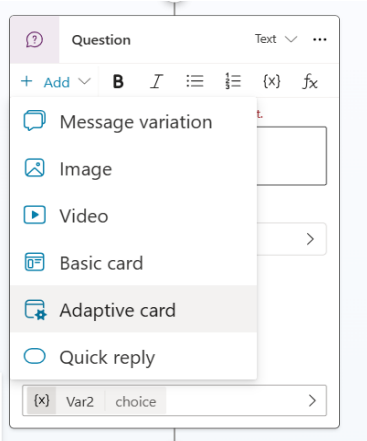 Question Text
+ Add B I {x} fx
t.
Message variation
Image
Video
Basic card
Adaptive card
Quick reply
{x} Var2 choice